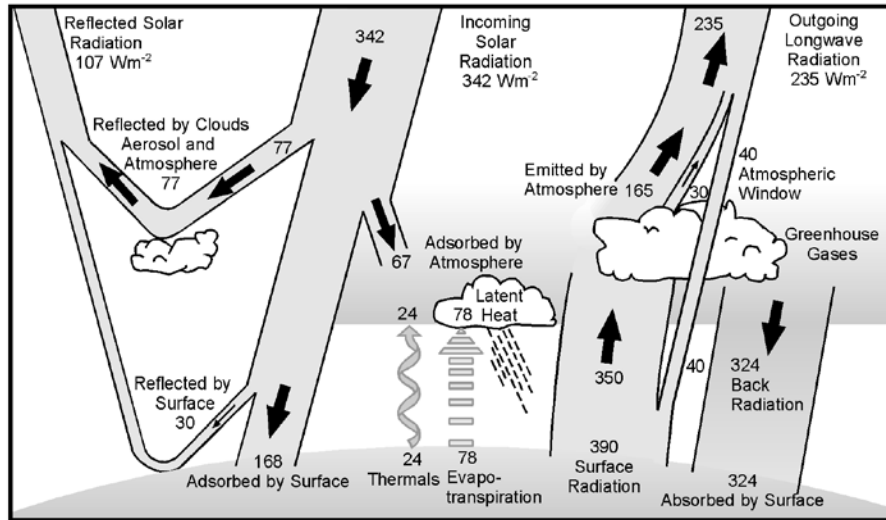 Reflected Solar
Radiation
107 Wm-2
342
Incoming
Solar
Radiation
342 Wm-2
235
Outgoing
Longwave
Radiation
235 Wm-2
Reflected by Clouds
Aerosol and
Atmosphere
77
77
Emitted by
Atmosphere
165
30
40
Atmospheric
Window
Greenhouse
Gases
67
Adsorbed by
Atmosphere
24
78
Latent
Heat
350
40
324
Back
Radiation
Reflected by
Surface
30
168
Adsorbed by Surface
24
Thermals
78
Evapo-
transpiration
390
Surface
Radiation
324
Absorbed by Surface